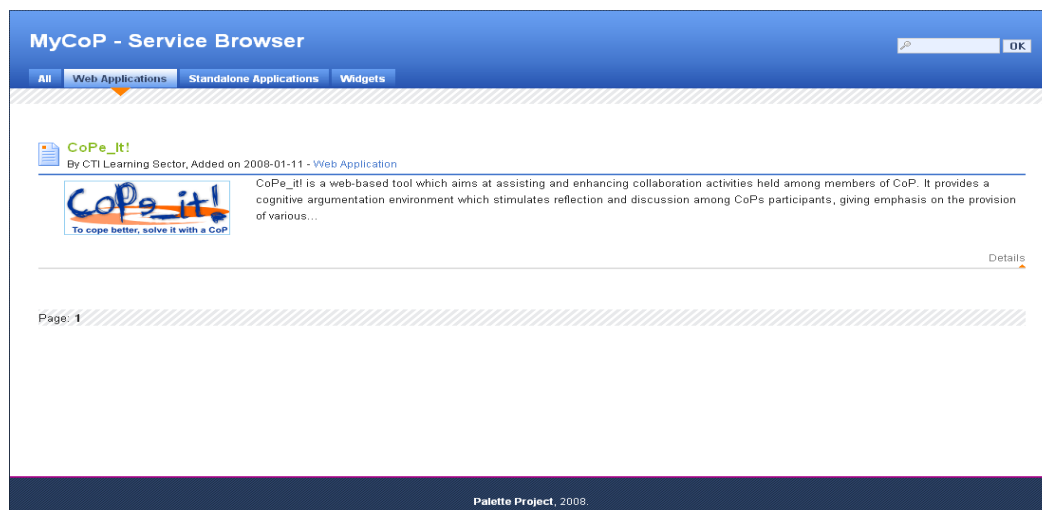 MyCoP - Service Browser
OK
All Web Applications Standalone Applications Widgets
CoPe_It!
By CTI Learning Sector, Added on 2008-01-11 - Web Application
CoPe_it!
To cope better, solve it with a CoP
CoPe_it! is a web-based tool which aims at assisting and enhancing collaboration activities held among members of CoP. It provides a
cognitive argumentation environment which stimulates reflection and discussion among CoPs participants, giving emphasis on the provision
of various...
Details
Page: 1
Palette Project, 2008.